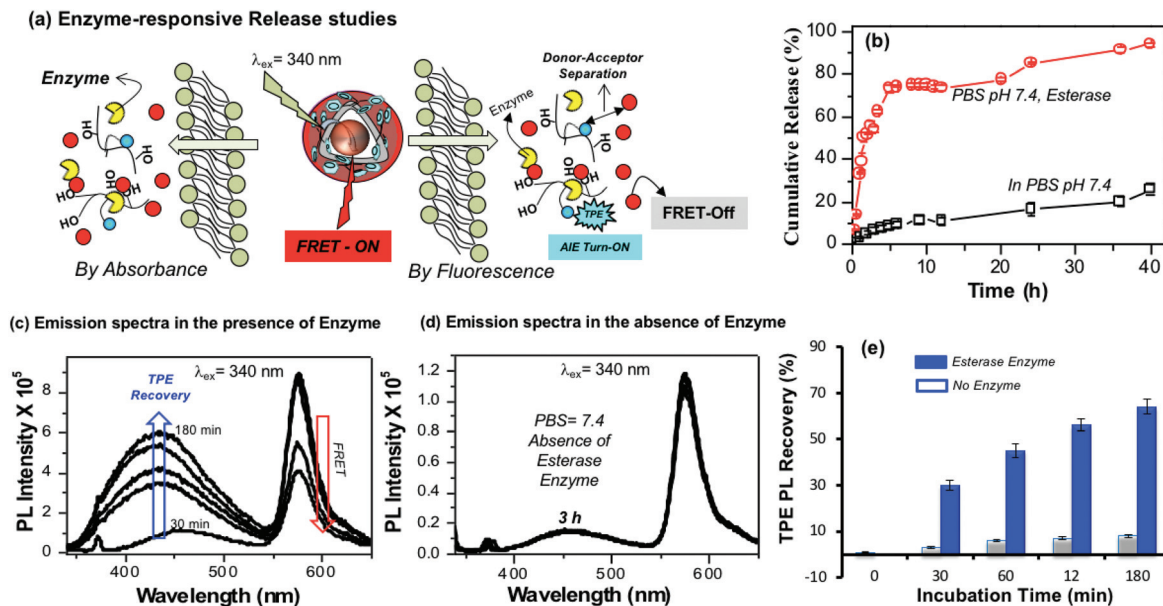 (a) Enzyme-responsive Release studies
Enzyme
λex= 340 nm
Donor-Acceptor
Separation
Enzyme
HO
HO
HO
HO
HO
HO
HO
HO
HO
HO
TPE
FRET - ON
FRET-Off
AIE Turn-ON
By Absorbance
By Fluorescence
(b)
Cumulative Release (%)
100
80
60
40
20
0
PBS pH 7.4, Esterase
In PBS pH 7.4
0
10
20
30
40
Time (h)
(c) Emission spectra in the presence of Enzyme
PL Intensity X 10⁵
8
6
4
2
0
λex= 340 nm
TPE
Recovery
180 min
30 min
FRET
400
500
600
Wavelength (nm)
(d) Emission spectra in the absence of Enzyme
PL Intensity X 10⁵
1.2
0.9
0.6
0.4
0.2
0.0
λex= 340 nm
PBS= 7.4
Absence of
Esterase
Enzyme
3 h
400
500
600
Wavelength (nm)
(e)
TPE PL Recovery (%)
90
70
50
30
10
-10
Esterase Enzyme
No Enzyme
0
30
60
12
180
Incubation Time (min)